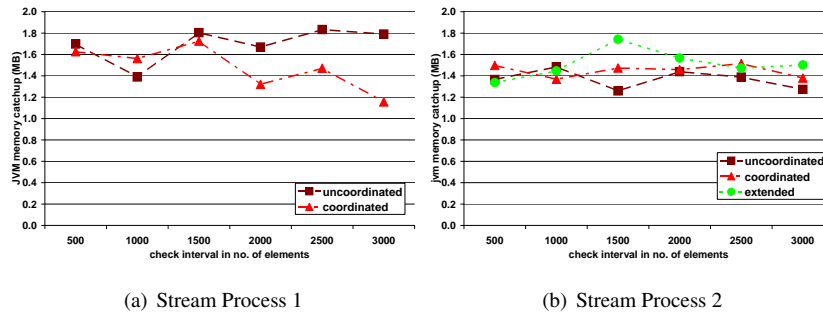 2.0
1.8
1.6
1.4
1.2
1.0
0.8
0.6
0.4
0.2
0.0
JVM memory catchup (MB)
500 1000 1500 2000 2500 3000
check interval in no. of elements
uncoordinated
coordinated
(a) Stream Process 1
2.0
1.8
1.6
1.4
1.2
1.0
0.8
0.6
0.4
0.2
0.0
jvm memory catchup (MB)
500 1000 1500 2000 2500 3000
check interval in no. of elements
uncoordinated
coordinated
extended
(b) Stream Process 2